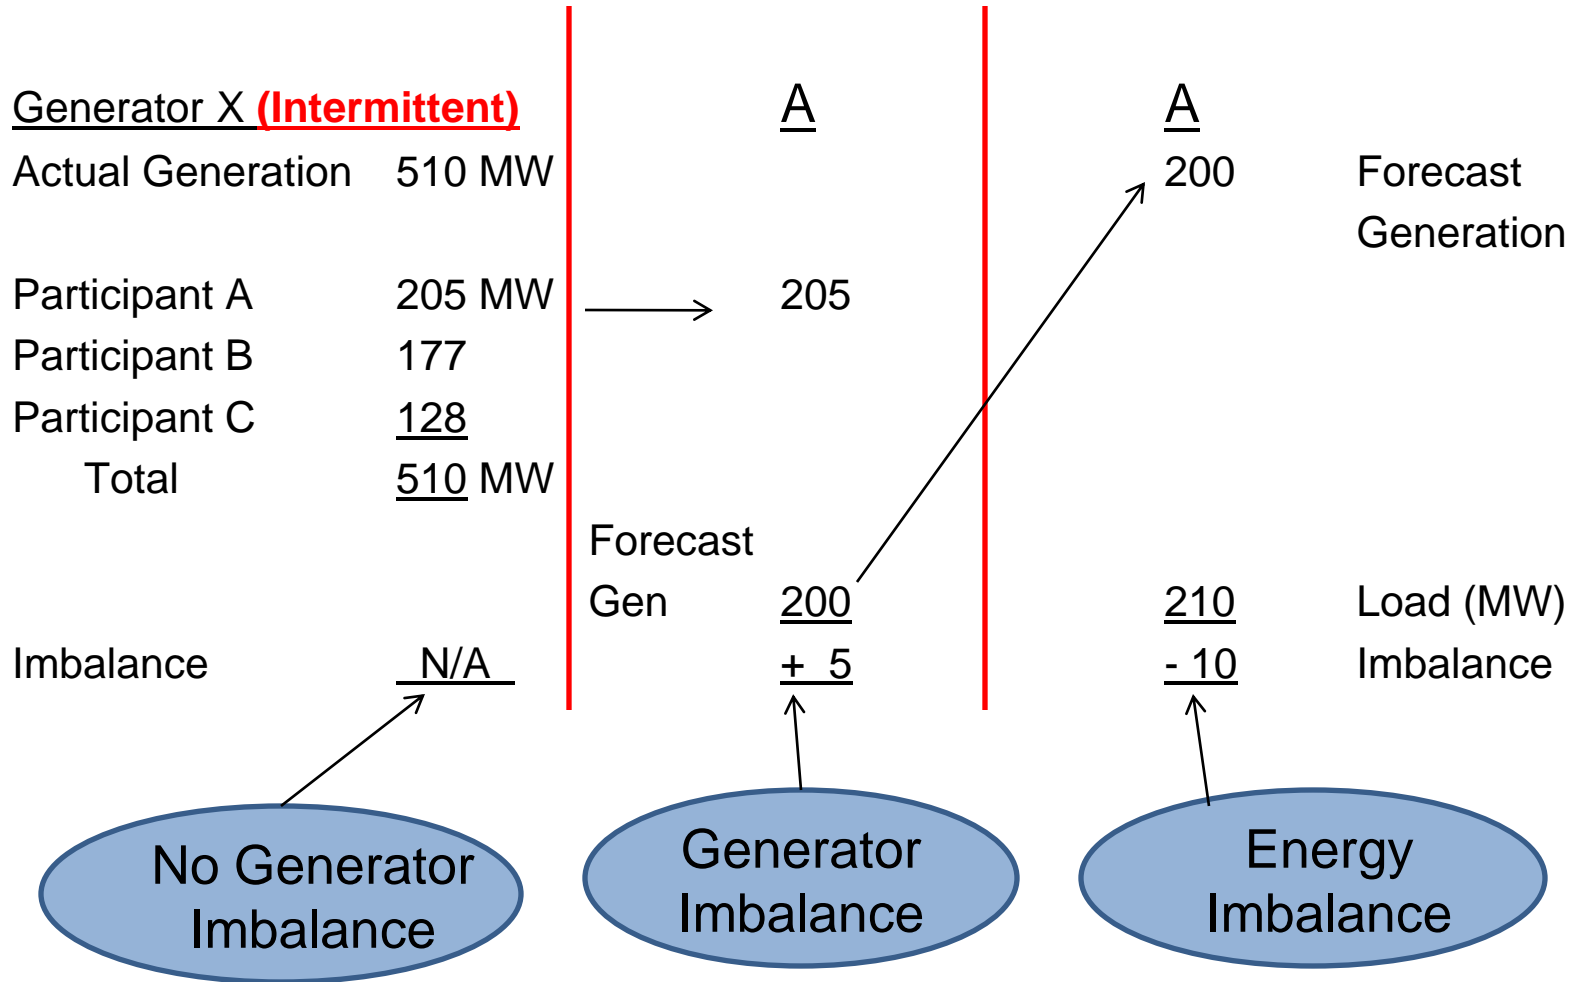 Generator X (Intermittent) A A
Actual Generation 510 MW 200 Forecast
Generation
Participant A 205 MW 205
Participant B 177
Participant C 128
Total 510 MW
Forecast
Gen 200 210 Load (MW)
Imbalance N/A + 5 - 10 Imbalance
No Generator
Imbalance
Generator
Imbalance
Energy
Imbalance